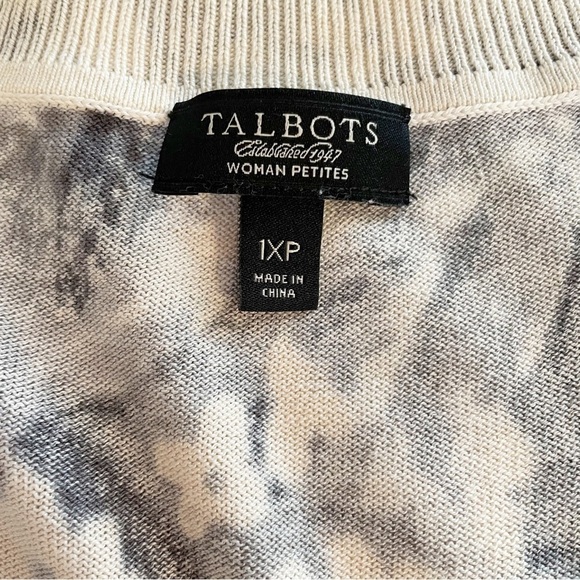 TALBOTS
Established 1947
WOMAN PETITES
1XP
MADE IN
CHINA